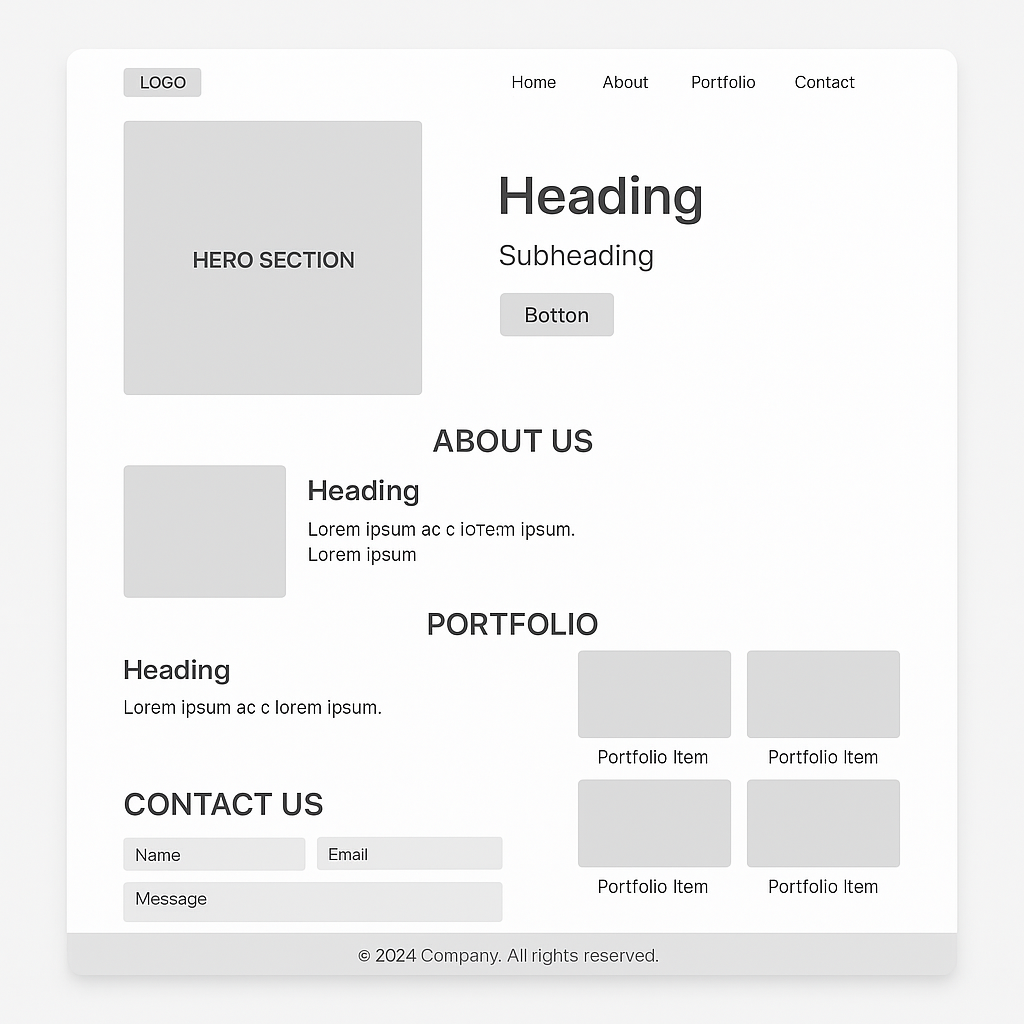 LOGO
Home About Portfolio Contact
HERO SECTION
Heading
Subheading
Botton
ABOUT US
Heading
Lorem ipsum ac c ioTem ipsum.
Lorem ipsum
PORTFOLIO
Heading
Lorem ipsum ac c lorem ipsum.
Portfolio Item Portfolio Item
Portfolio Item Portfolio Item
CONTACT US
Name Email
Message
© 2024 Company. All rights reserved.